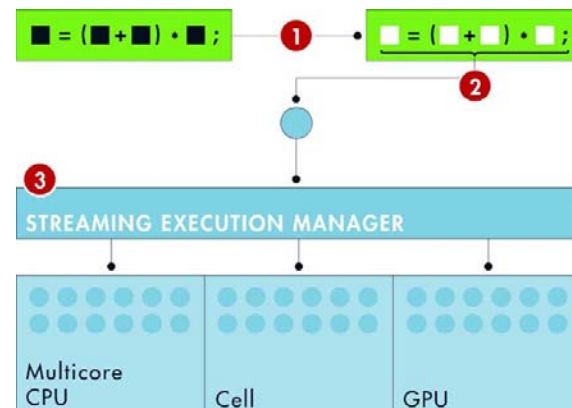 ■ = (■ + ■) • ■ ;
1
□ = (□ + □) • □ ;
2
3
STREAMING EXECUTION MANAGER
Multicore
CPU
Cell
GPU